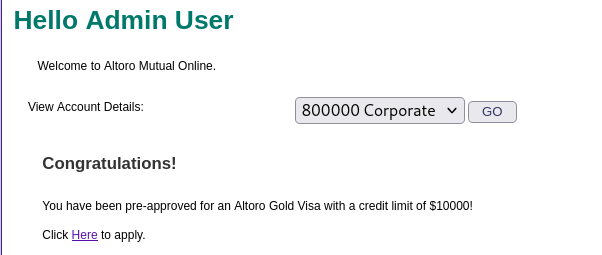 Hello Admin User
Welcome to Altoro Mutual Online.
View Account Details: 800000 Corporate GO
Congratulations!
You have been pre-approved for an Altoro Gold Visa with a credit limit of $10000!
Click Here to apply.